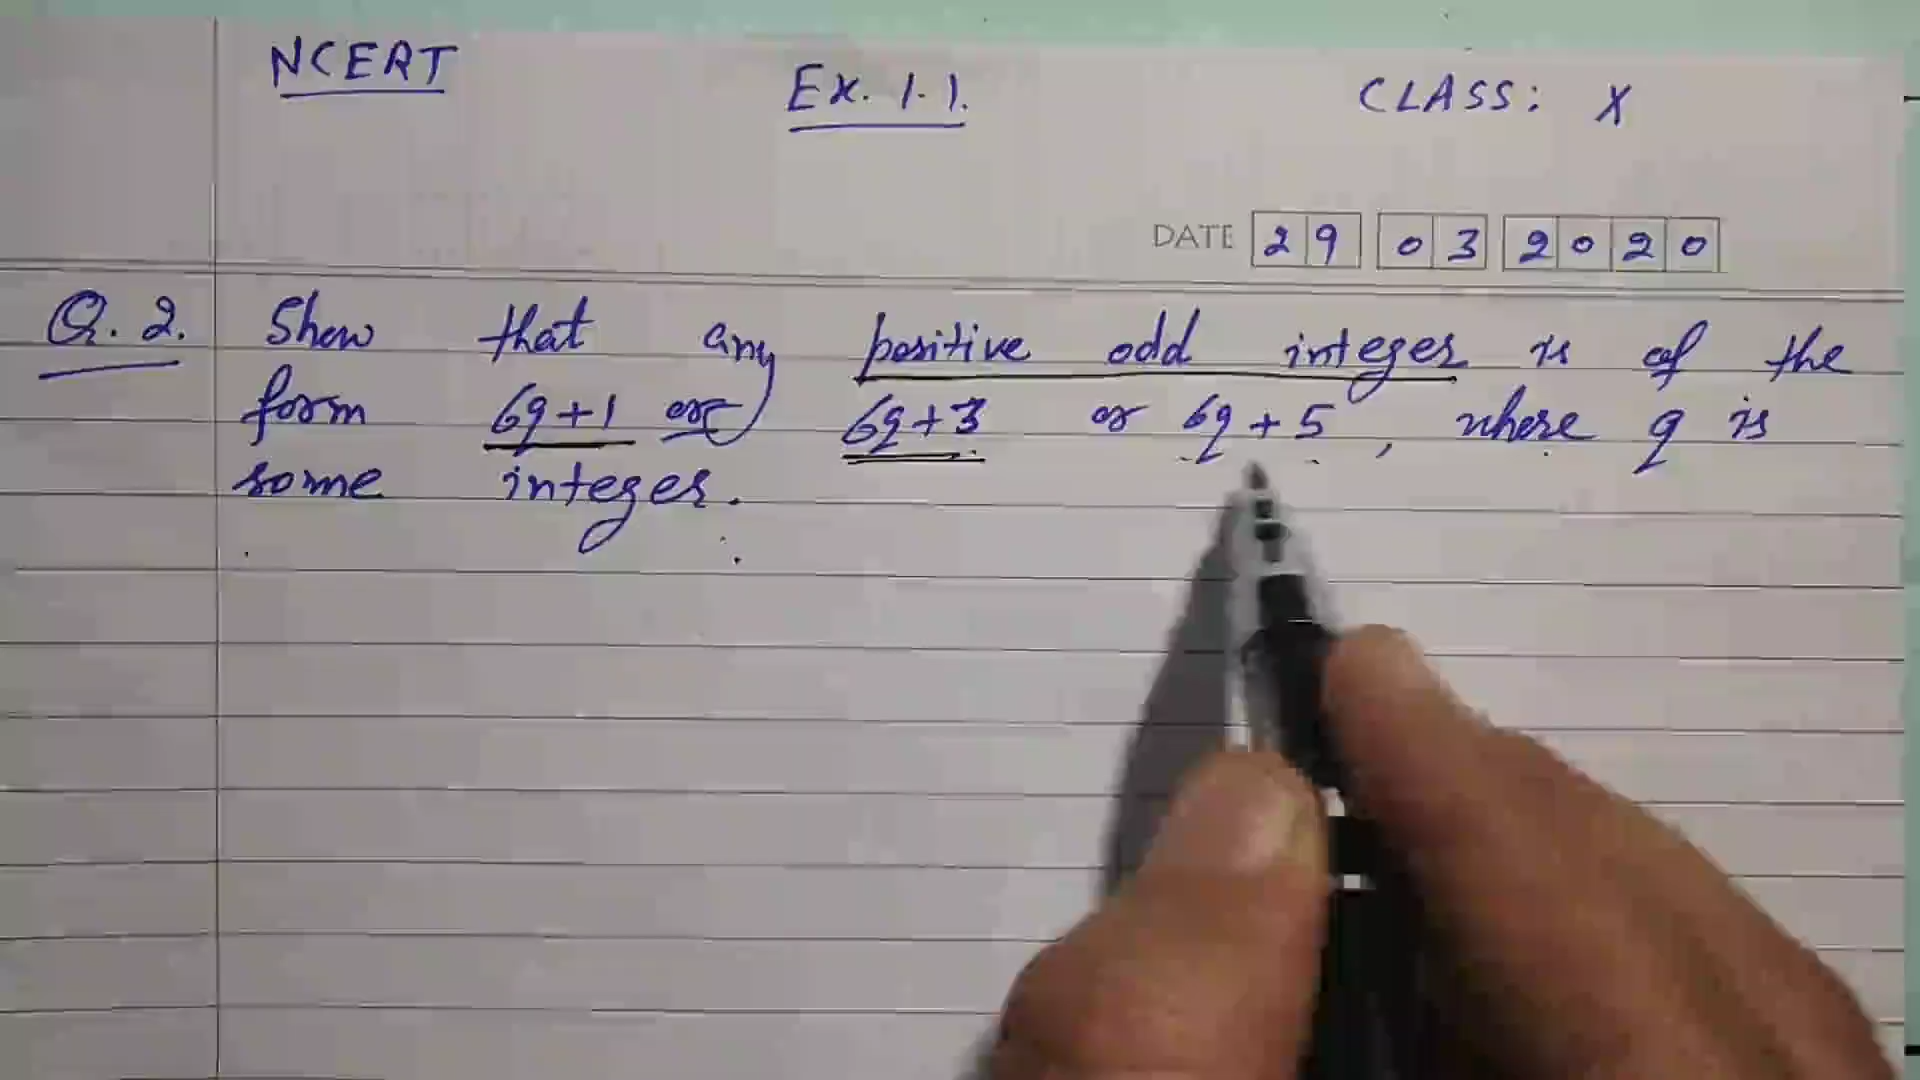 NCERT Ex. 1.1. CLASS: X
DATE 29 03 2020
Q. 2. Show that any positive odd integer is of the
form 6q+1 or 6q+3 or 6q+5, where q is
some integer.